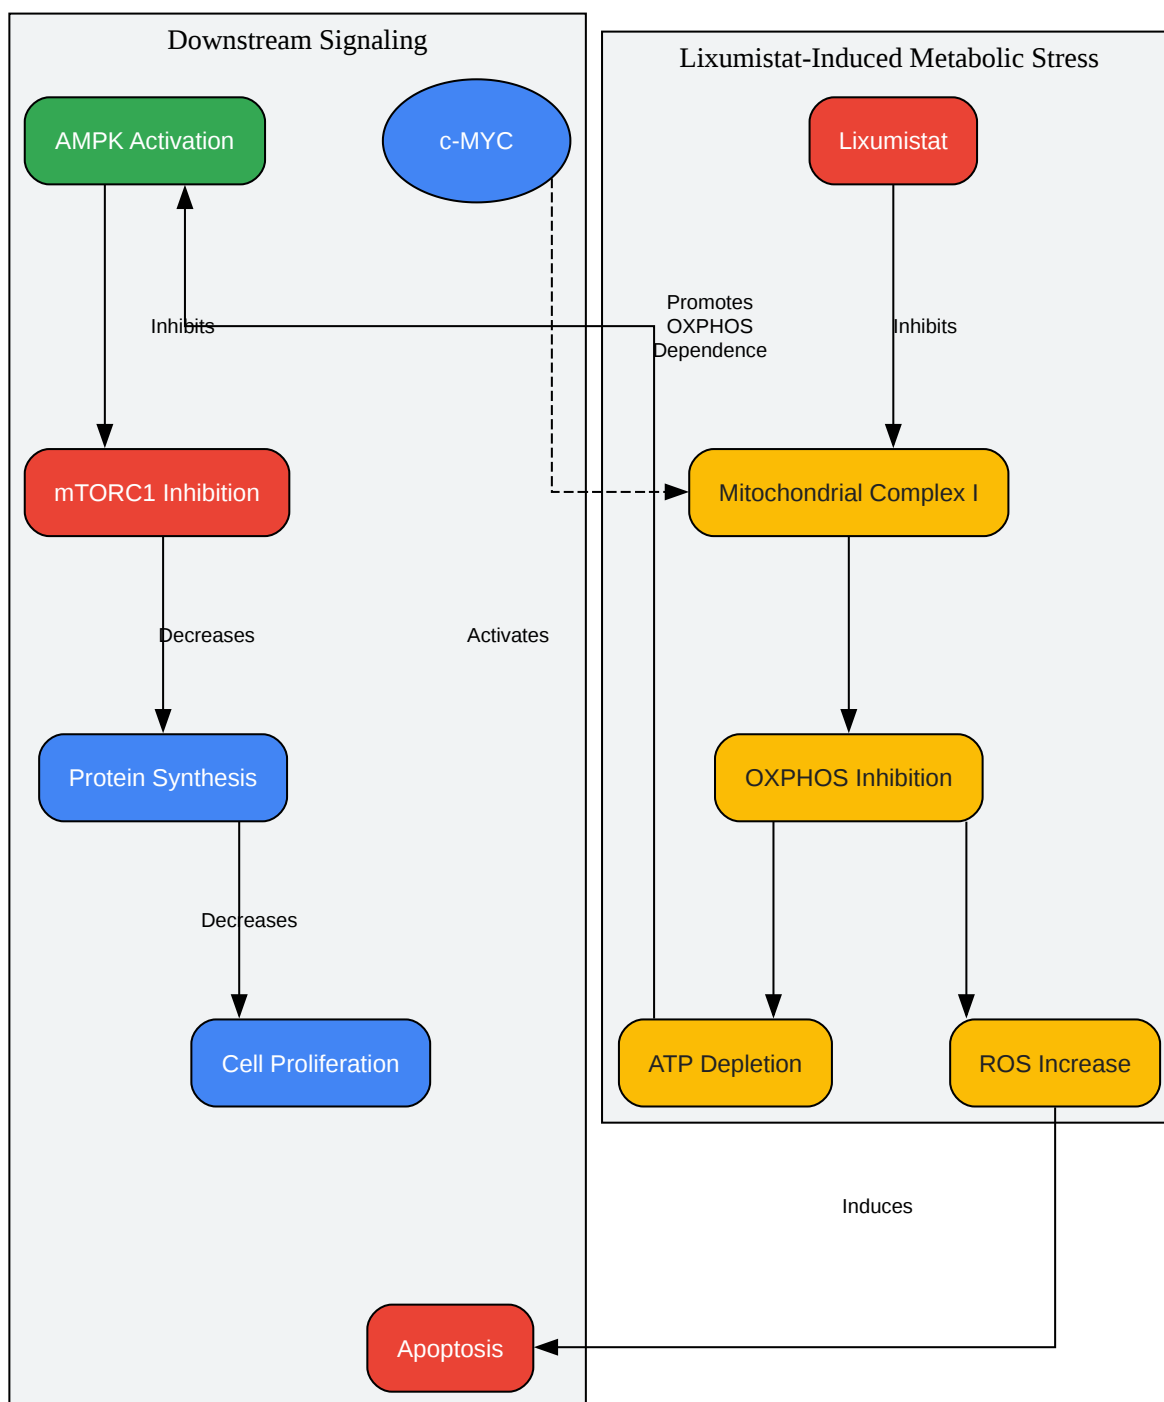 Downstream Signaling
Lixumistat-Induced Metabolic Stress
AMPK Activation
c-MYC
Lixumistat
Inhibits
Promotes
OXPHOS
Dependence
Inhibits
mTORC1 Inhibition
Mitochondrial Complex I
Decreases
Activates
Protein Synthesis
OXPHOS Inhibition
Decreases
Cell Proliferation
ATP Depletion
ROS Increase
Induces
Apoptosis